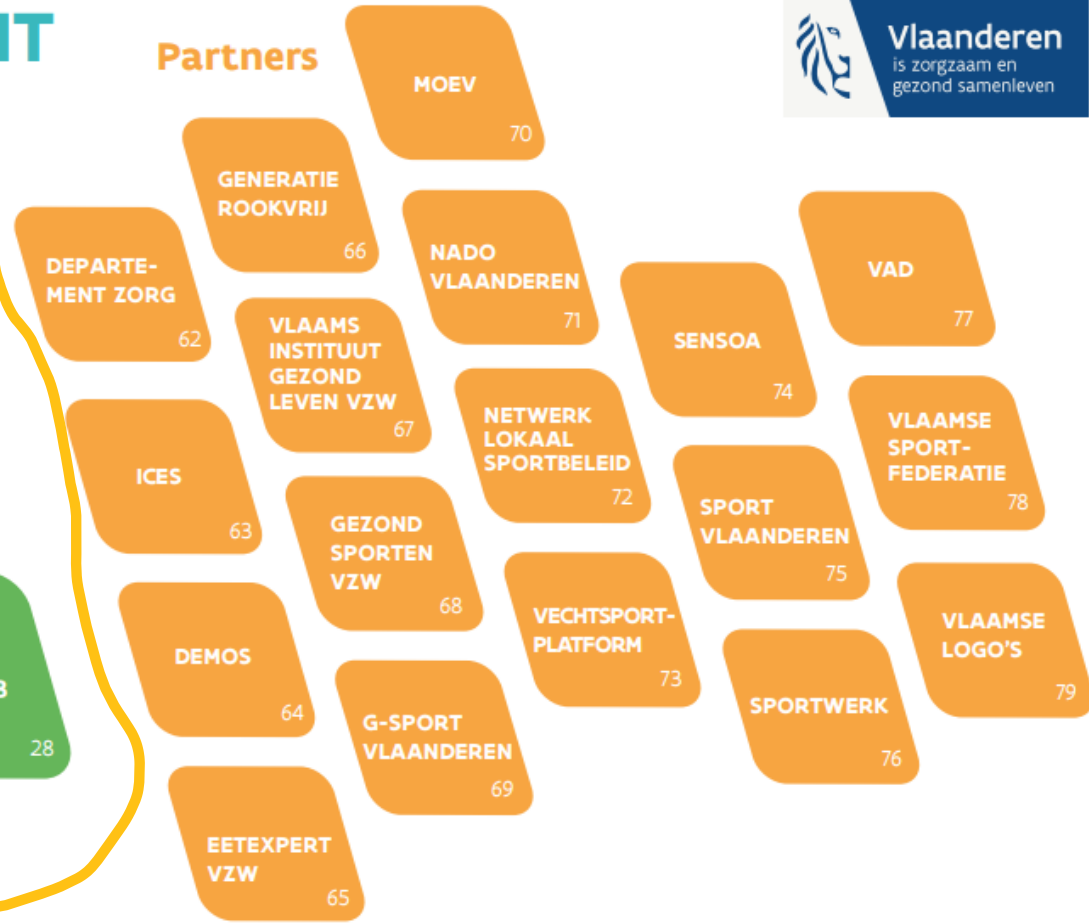 IT
Partners
Vlaanderen
is zorgzaam en
gezond samenleven
DEPARTE-
MENT ZORG
62
ICES
63
DEMOS
64
EETEXPERT
VZW
65
GENERATIE
ROOKVRIJ
66
VLAAMS
INSTITUUT
GEZOND
LEVEN VZW
67
GEZOND
SPORTEN
VZW
68
G-SPORT
VLAANDEREN
69
MOEV
70
NADO
VLAANDEREN
71
NETWERK
LOKAAL
SPORTBELEID
72
VECHTSPORT-
PLATFORM
73
SENSOA
74
SPORT
VLAANDEREN
75
SPORTWERK
76
VAD
77
VLAAMSE
SPORT-
FEDERATIE
78
VLAAMSE
LOGO'S
79
28